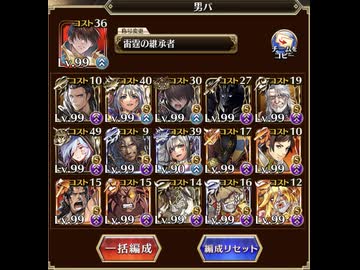 男パ
コスト36
Lv.99
称号変更
雷霆の継承者
チームを
コピー
コスト10 コスト40 コスト30 コスト27 コスト19
Lv.99 Lv.99 Lv.99 Lv.99 Lv.99
コスト49 コスト9 コスト39 コスト17 コスト10
Lv.99 Lv.99 Lv.99 Lv.99 Lv.99
コスト15 コスト15 コスト15 コスト16 コスト12
Lv.99 Lv.99 Lv.99 Lv.99 Lv.99
一括編成
編成リセット